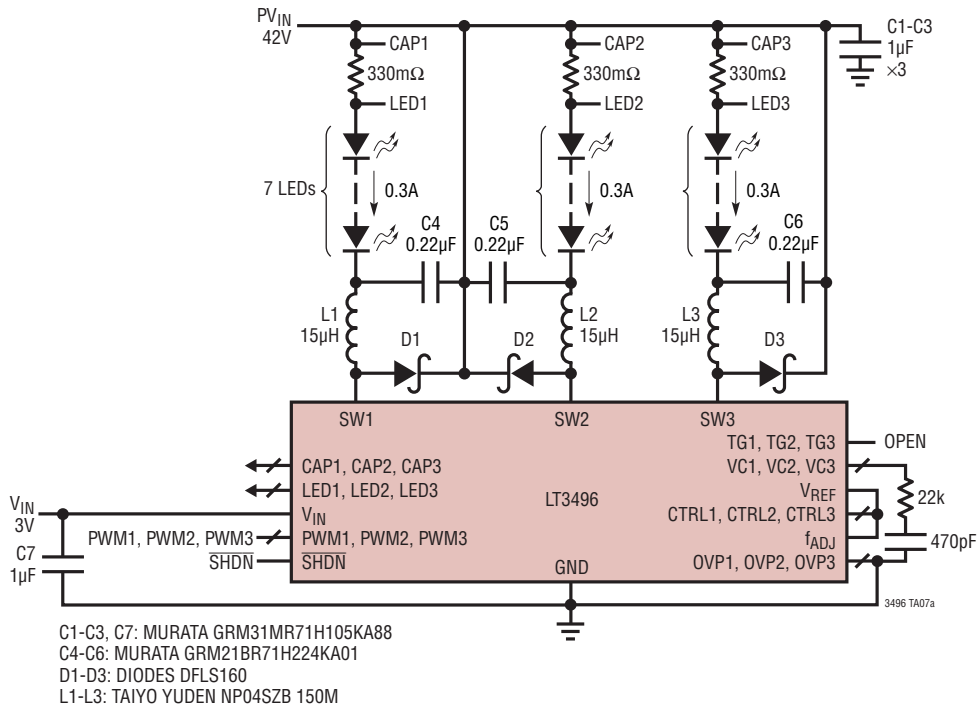 PVIN
42V
CAP1
330mΩ
LED1
CAP2
330mΩ
LED2
CAP3
330mΩ
LED3
C1-C3
1µF
×3
7 LEDs
0.3A
0.3A
0.3A
C4
0.22µF
C5
0.22µF
C6
0.22µF
L1
15µH
D1
D2
L2
15µH
L3
15µH
D3
SW1
SW2
SW3
TG1, TG2, TG3
OPEN
CAP1, CAP2, CAP3
VC1, VC2, VC3
LED1, LED2, LED3
LT3496
VREF
22k
VIN
3V
VIN
CTRL1, CTRL2, CTRL3
PWM1, PWM2, PWM3
PWM1, PWM2, PWM3
fADJ
470pF
C7
1µF
SHDN
SHDN
OVP1, OVP2, OVP3
GND
3496 TA07a
C1-C3, C7: MURATA GRM31MR71H105KA88
C4-C6: MURATA GRM21BR71H224KA01
D1-D3: DIODES DFLS160
L1-L3: TAIYO YUDEN NP04SZB 150M